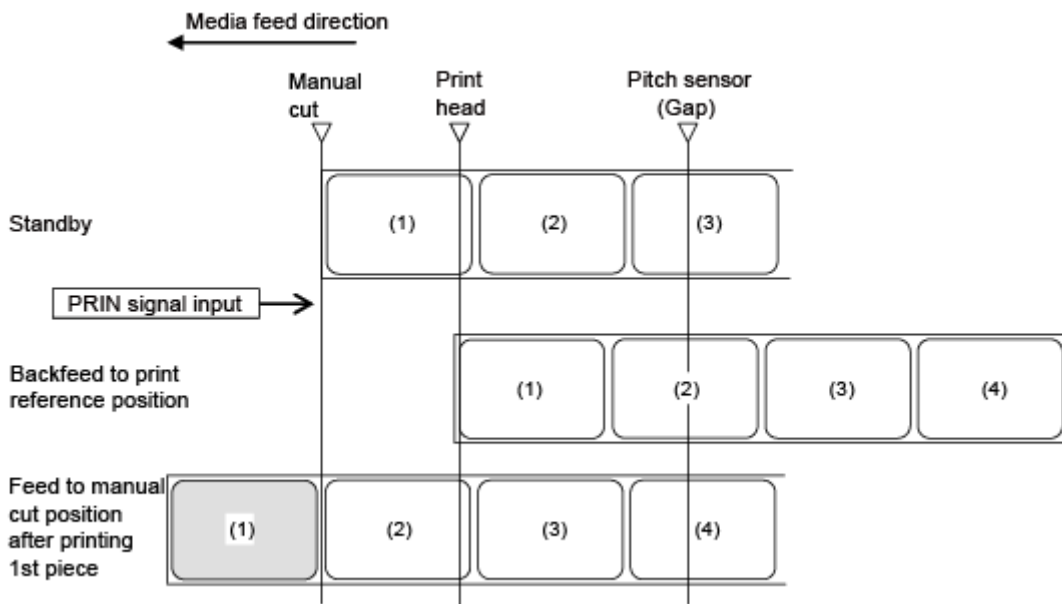 Media feed direction
Manual
cut
Print
head
Pitch sensor
(Gap)
Standby
(1)
(2)
(3)
PRIN signal input
Backfeed to print
reference position
(1)
(2)
(3)
(4)
Feed to manual
cut position
after printing
1st piece
(1)
(2)
(3)
(4)